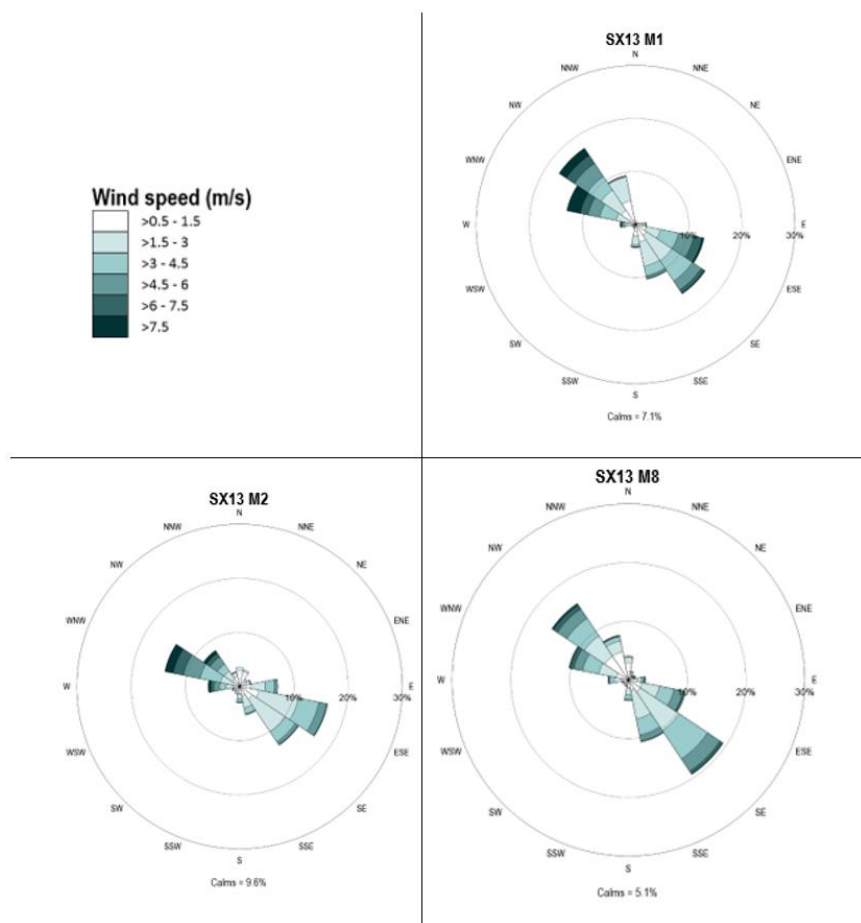 Wind speed (m/s)
>0.5 - 1.5
>1.5 - 3
>3 - 4.5
>4.5 - 6
>6 - 7.5
>7.5
SX13 M1
N
NNW NNE
NW NE
WNW ENE
W E
10% 20% 30%
WSW ESE
SW SE
SSW SSE
S
Calms = 7.1%
SX13 M2
N
NNW NNE
NW NE
WNW ENE
W E
10% 20% 30%
WSW ESE
SW SE
SSW SSE
S
Calms = 9.6%
SX13 M8
N
NNW NNE
NW NE
WNW ENE
W E
10% 20% 30%
WSW ESE
SW SE
SSW SSE
S
Calms = 5.1%